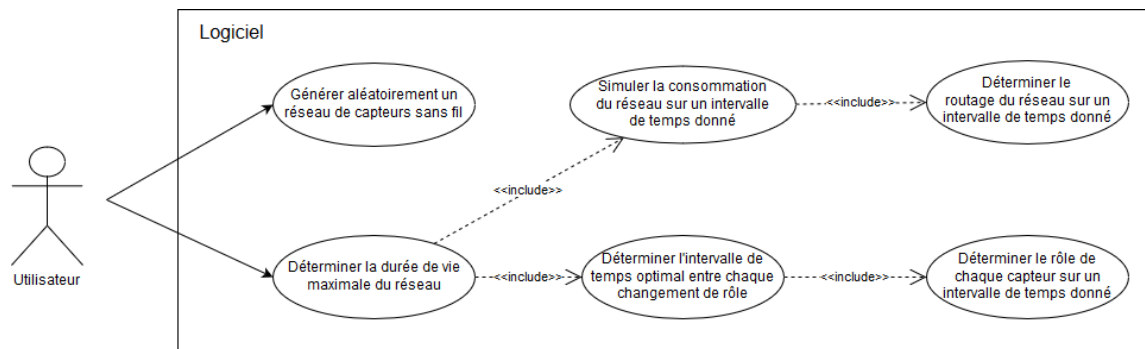 Logiciel
Générer aléatoirement un
réseau de capteurs sans fil
Simuler la consommation
du réseau sur un intervalle
de temps donné
<<include>>
Déterminer le
routage du réseau sur un
intervalle de temps donné
<<include>>
Utilisateur
Déterminer la durée de vie
maximale du réseau
<<include>>
Déterminer l'intervalle de
temps optimal entre chaque
changement de rôle
<<include>>
Déterminer le rôle de
chaque capteur sur un
intervalle de temps donné